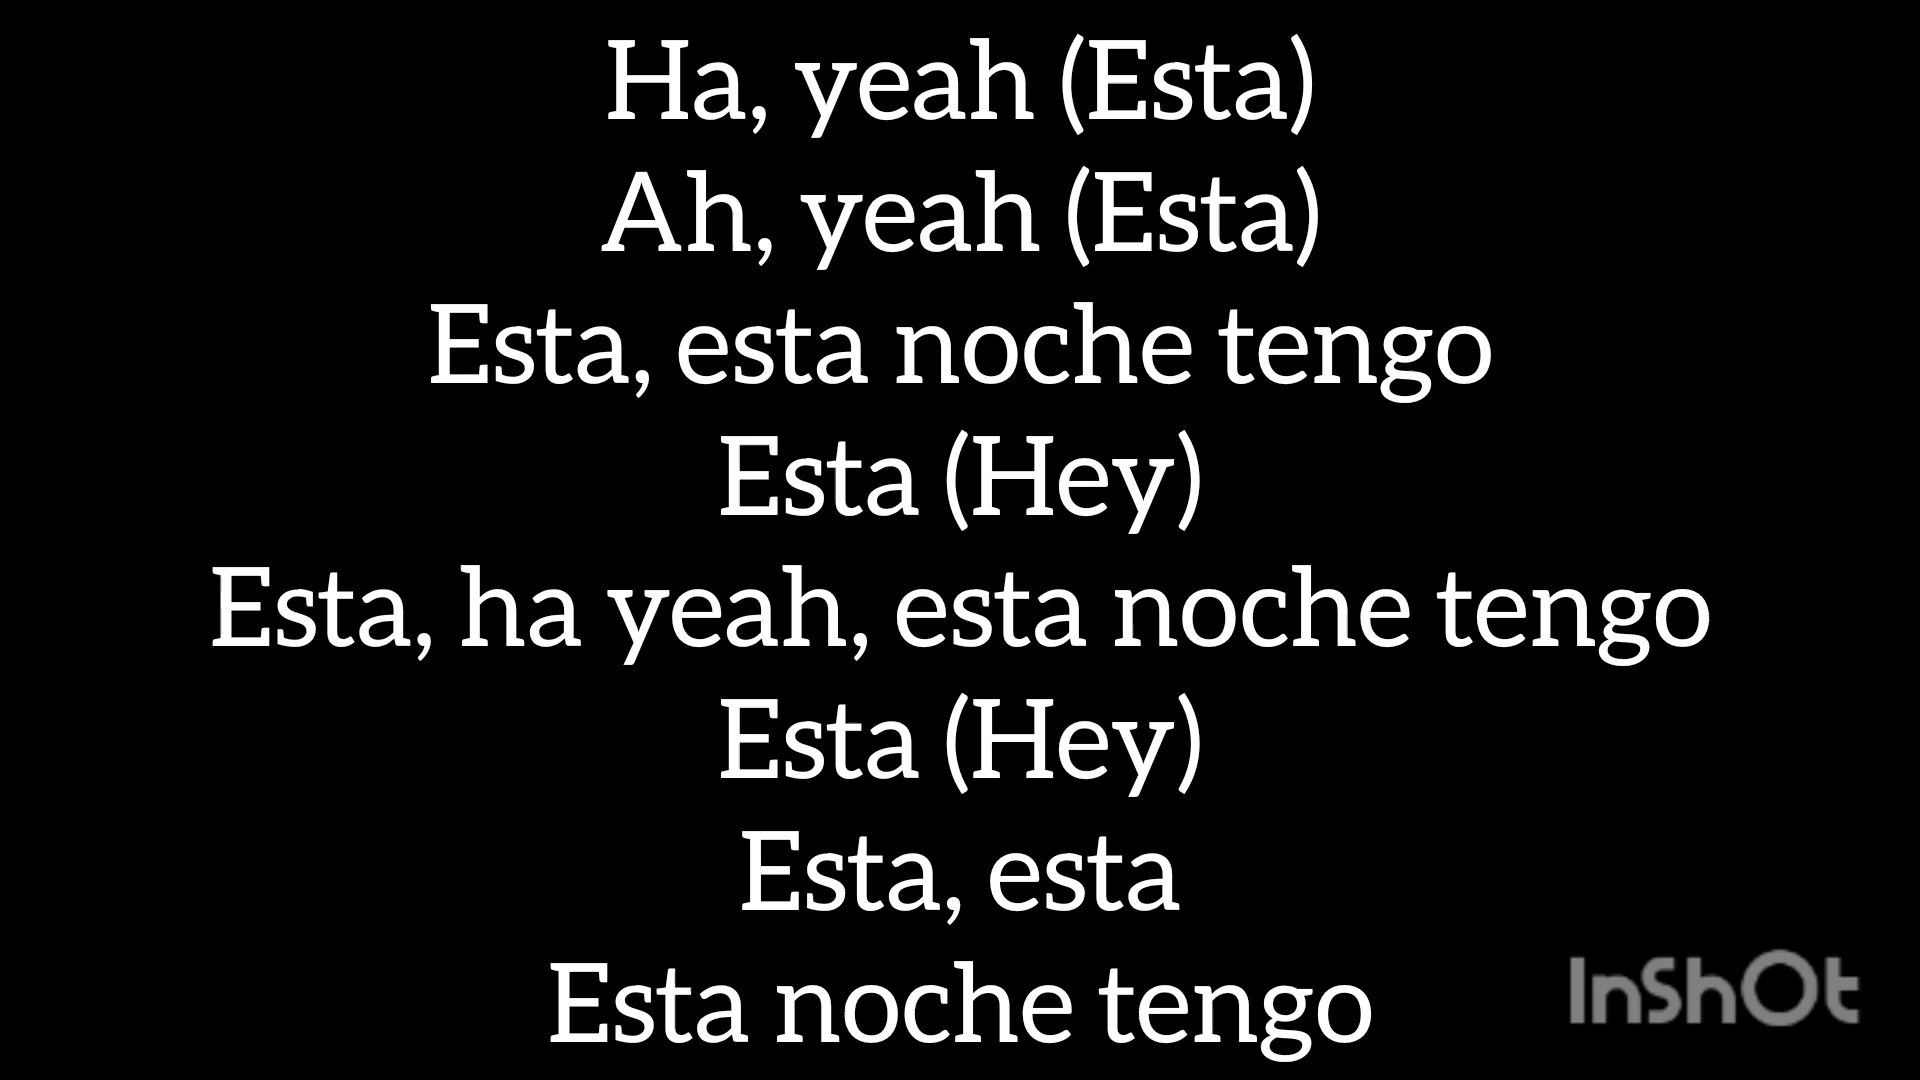 Ha, yeah (Esta)
Ah, yeah (Esta)
Esta, esta noche tengo
Esta (Hey)
Esta, ha yeah, esta noche tengo
Esta (Hey)
Esta, esta
Esta noche tengo
InShOt